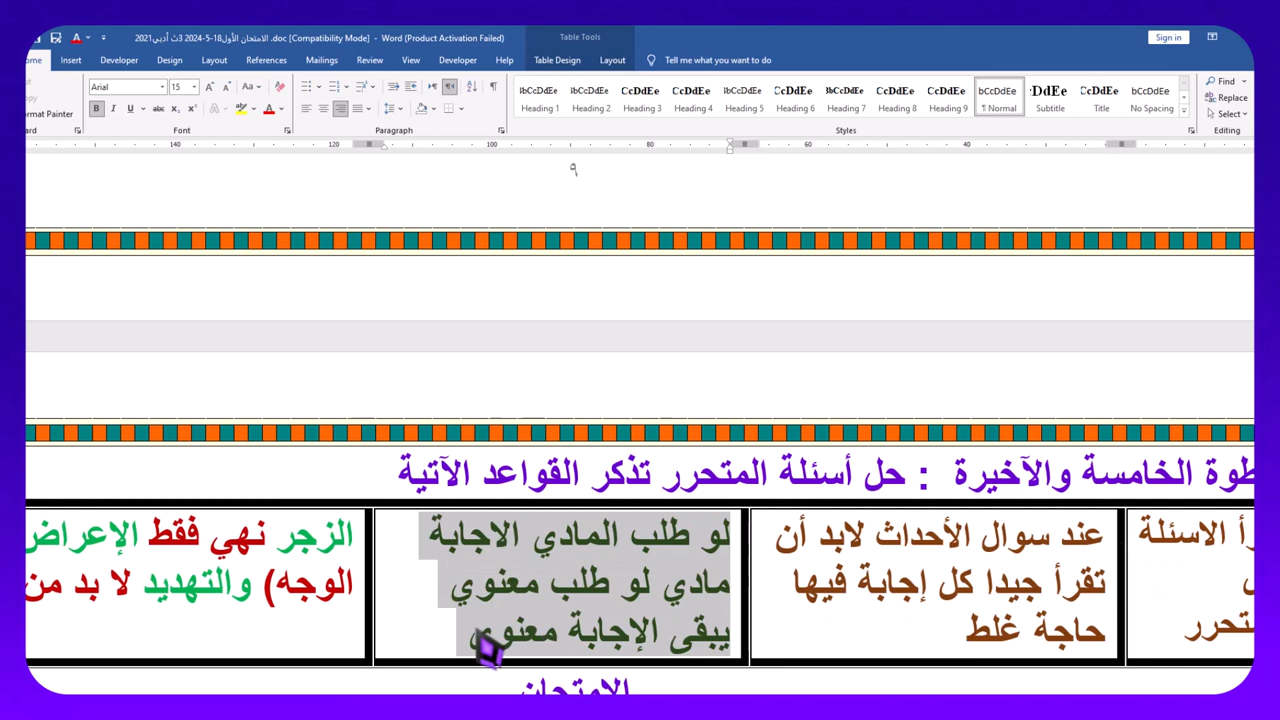 الامتحان الأول18-5-2024 3ث أدبي2021.doc [Compatibility Mode] - Word (Product Activation Failed)
Table Tools
Sign in
Insert Developer Design Layout References Mailings Review View Developer Help Table Design Layout Tell me what you want to do
Arial 15
Format Painter
Font Paragraph Styles Editing
Heading 1 Heading 2 Heading 3 Heading 4 Heading 5 Heading 6 Heading 7 Heading 8 Heading 9 ¶ Normal Subtitle Title No Spacing
Find
Replace
Select
140 120 100 80 60 40
٩
الخامسة والآخيرة : حل أسئلة المتحرر تذكر القواعد الآتية
الاسئلة
عند سوال الأحداث لابد أن
تقرأ جيدا كل إجابة فيها
حاجة غلط
لو طلب المادي الاجابة
مادي لو طلب معنوي
يبقى الإجابة معنوي
الزجر نهي فقط الإعراض
الوجه) والتهديد لا بد من
الامتحان